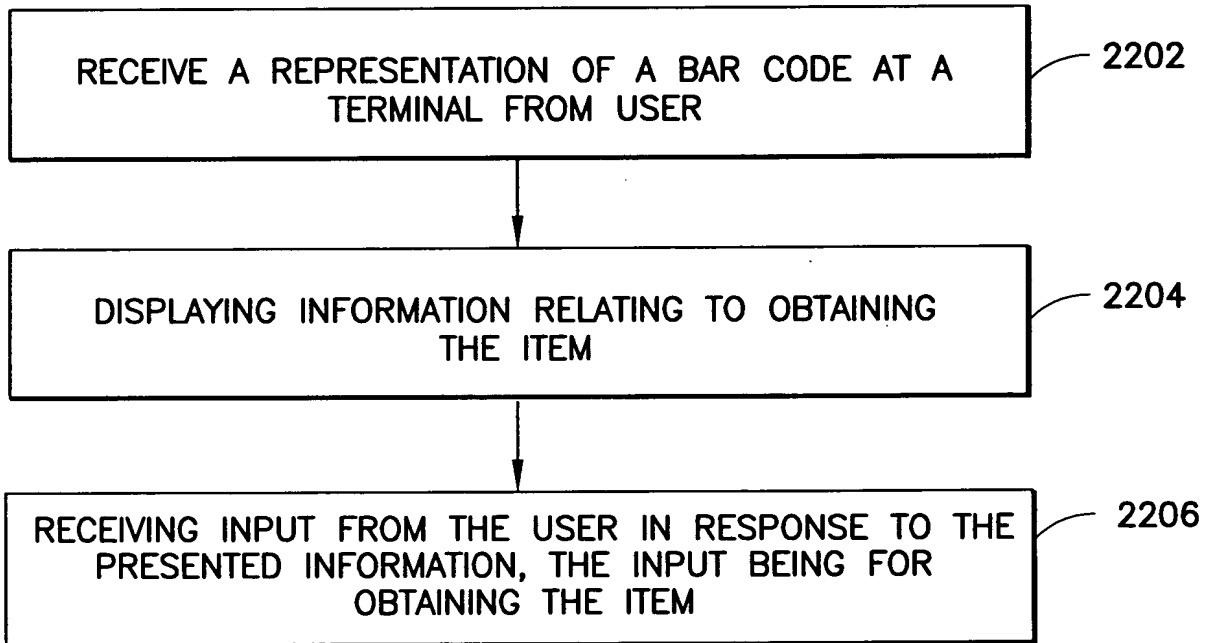 RECEIVE A REPRESENTATION OF A BAR CODE AT A
TERMINAL FROM USER
2202
DISPLAYING INFORMATION RELATING TO OBTAINING
THE ITEM
2204
RECEIVING INPUT FROM THE USER IN RESPONSE TO THE
PRESENTED INFORMATION, THE INPUT BEING FOR
OBTAINING THE ITEM
2206